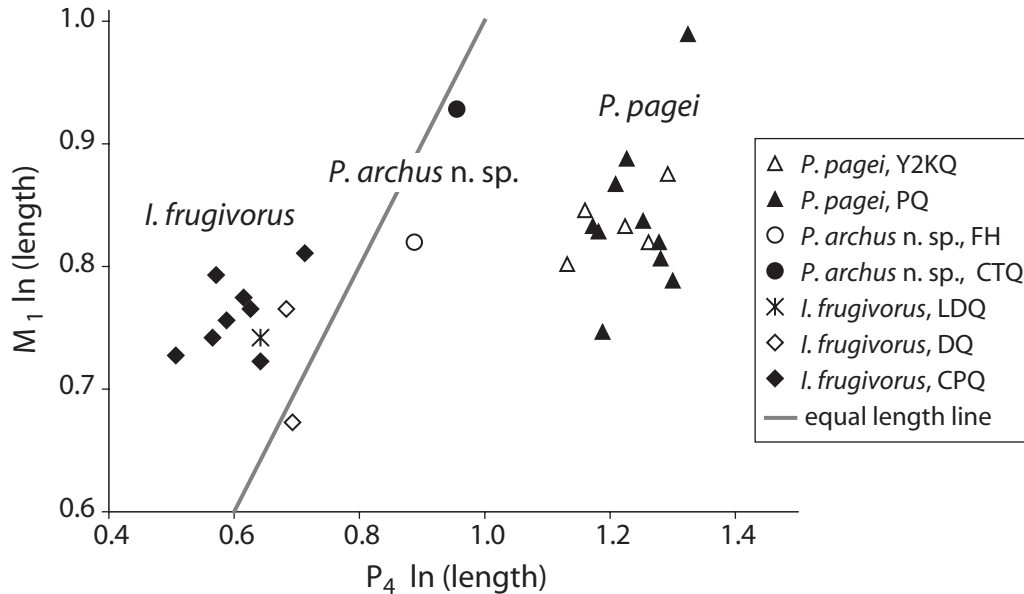 1.0
0.9
0.8
0.7
0.6
M1 ln (length)
0.4
0.6
0.8
1.0
1.2
1.4
P4 ln (length)
I. frugivorus
P. archus n. sp.
P. pagei
P. pagei, Y2KQ
P. pagei, PQ
P. archus n. sp., FH
P. archus n. sp., CTQ
I. frugivorus, LDQ
I. frugivorus, DQ
I. frugivorus, CPQ
equal length line